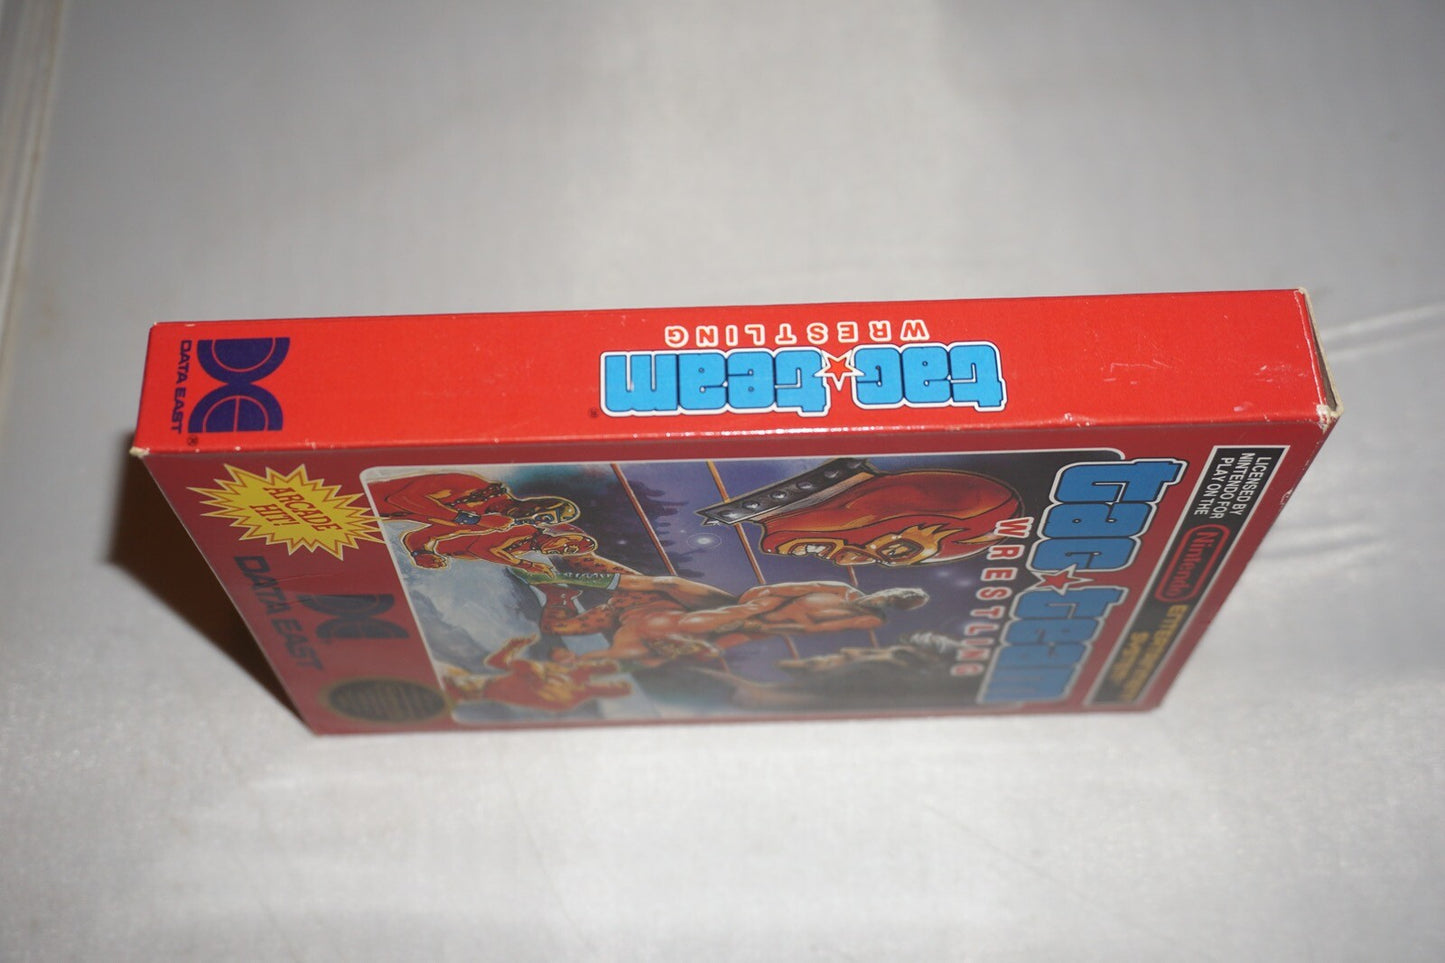 tag★team®
WRESTLING
DATA EAST®
LICENSED BY
NINTENDO FOR
PLAY ON THE
Nintendo
ENTERTAINMENT
SYSTEM
tag★team
WRESTLING
ARCADE
HIT!
DATA EAST